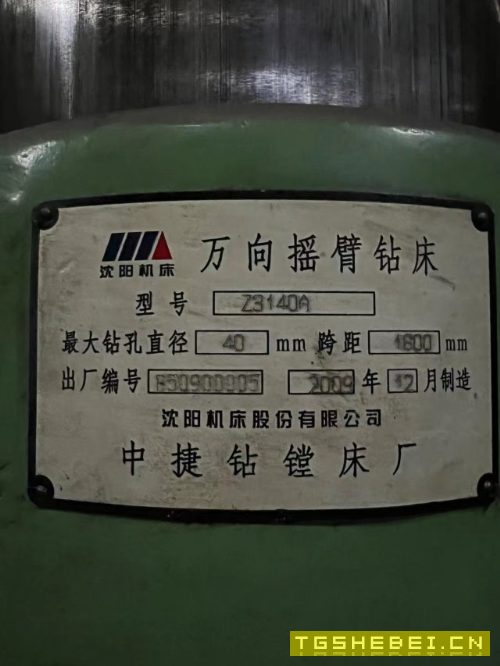 沈阳机床 万向摇臂钻床
型号 Z3140A
最大钻孔直径 40 mm 跨距 1600 mm
出厂编号 B50900005 2009 年 12 月制造
沈阳机床股份有限公司
中捷钻镗床厂
TGSHEBEI.CN